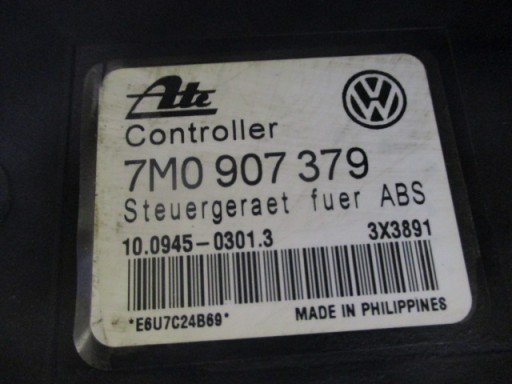 Ate
Controller
7M0 907 379
Steuergeraet fuer ABS
10.0945-0301.3 3X3891
*E6U7C24B69* MADE IN PHILIPPINES